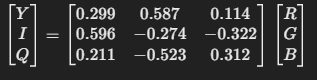 Y = 0.299 0.587 0.114 R
I 0.596 −0.274 −0.322 G
Q 0.211 −0.523 0.312 B